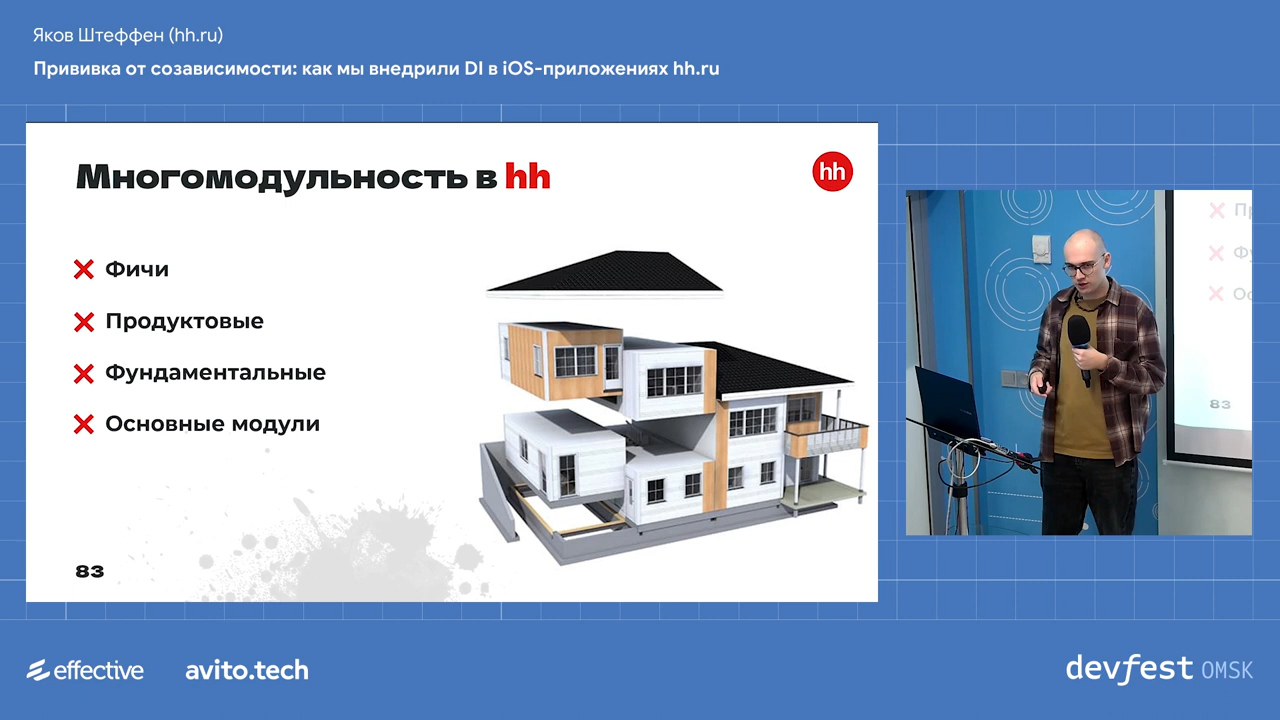 Яков Штеффен (hh.ru)
Прививка от созависимости: как мы внедрили DI в iOS-приложениях hh.ru
Многомодульность в hh
hh
Фичи
Продуктовые
Фундаментальные
Основные модули
83
83
effective
avito.tech
devfest OMSK